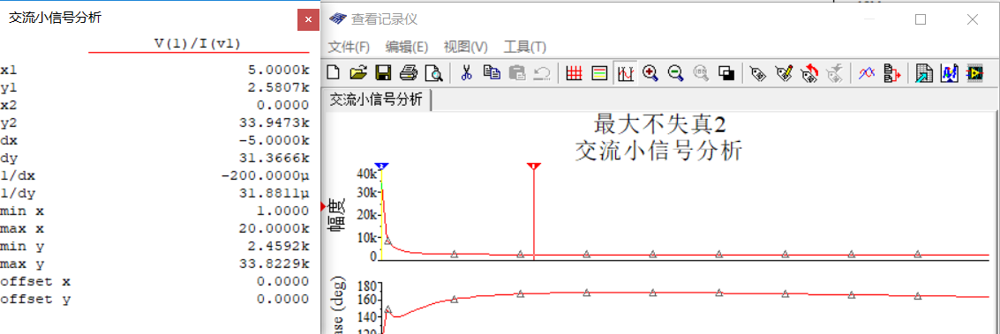 交流小信号分析
V(1)/I(v1)
x1 5.0000k
y1 2.5807k
x2 0.0000
y2 33.9473k
dx -5.0000k
dy 31.3666k
1/dx -200.0000µ
1/dy 31.8811µ
min x 1.0000
max x 20.0000k
min y 2.4592k
max y 33.8229k
offset x 0.0000
offset y 0.0000
查看记录仪
文件(F) 编辑(E) 视图(V) 工具(T)
交流小信号分析
最大不失真2
交流小信号分析
幅度
40k
30k
20k
10k
0
(deg)
180
160
140